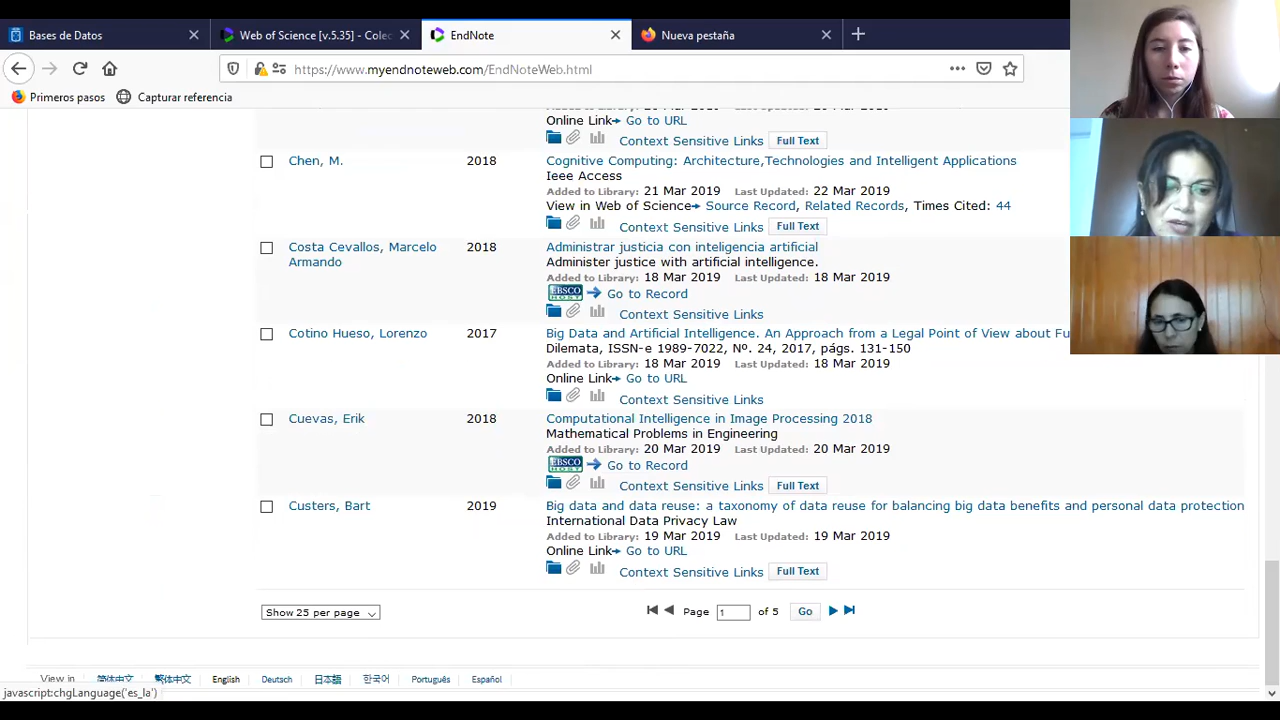 Bases de Datos
Web of Science [v.5.35] - Colec
EndNote
Nueva pestaña
https://www.myendnoteweb.com/EndNoteWeb.html
Primeros pasos
Capturar referencia
Online Link Go to URL
Context Sensitive Links Full Text
Chen, M. 2018 Cognitive Computing: Architecture,Technologies and Intelligent Applications
Ieee Access
Added to Library: 21 Mar 2019 Last Updated: 22 Mar 2019
View in Web of Science Source Record, Related Records, Times Cited: 44
Context Sensitive Links Full Text
Costa Cevallos, Marcelo 2018 Administrar justicia con inteligencia artificial
Armando Administer justice with artificial intelligence.
Added to Library: 18 Mar 2019 Last Updated: 18 Mar 2019
EBSCO HOST Go to Record
Context Sensitive Links
Cotino Hueso, Lorenzo 2017 Big Data and Artificial Intelligence. An Approach from a Legal Point of View about Fu
Dilemata, ISSN-e 1989-7022, Nº. 24, 2017, págs. 131-150
Added to Library: 18 Mar 2019 Last Updated: 18 Mar 2019
Online Link Go to URL
Context Sensitive Links
Cuevas, Erik 2018 Computational Intelligence in Image Processing 2018
Mathematical Problems in Engineering
Added to Library: 20 Mar 2019 Last Updated: 20 Mar 2019
EBSCO HOST Go to Record
Context Sensitive Links Full Text
Custers, Bart 2019 Big data and data reuse: a taxonomy of data reuse for balancing big data benefits and personal data protection
International Data Privacy Law
Added to Library: 19 Mar 2019 Last Updated: 19 Mar 2019
Online Link Go to URL
Context Sensitive Links Full Text
Show 25 per page Page 1 of 5 Go
View in 简体中文 繁体中文 English Deutsch 日本語 한국어 Português Español
javascript:chgLanguage('es_la')